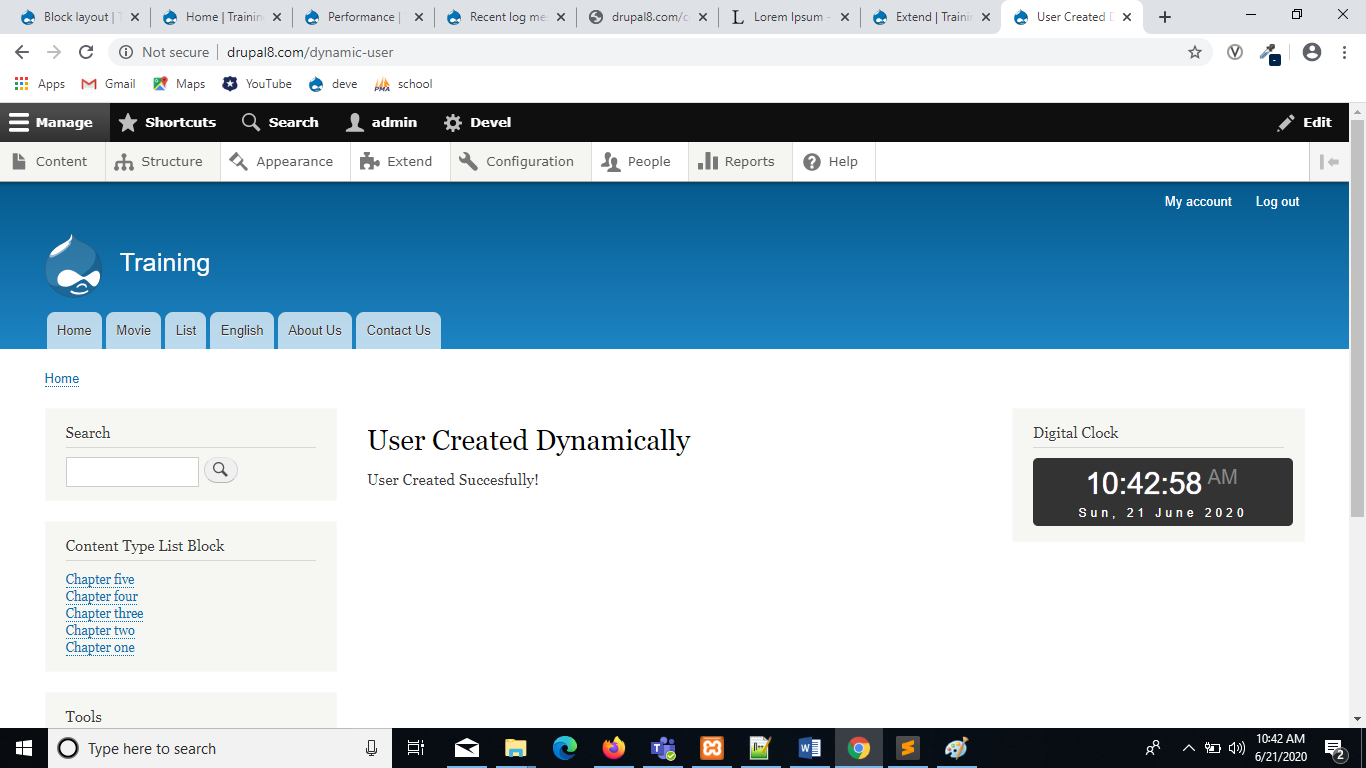 Block layout | T
Home | Training
Performance |
Recent log me
drupal8.com/c
Lorem Ipsum -
Extend | Traini
User Created D
Not secure | drupal8.com/dynamic-user
Apps Gmail Maps YouTube deve school
Manage Shortcuts Search admin Devel Edit
Content Structure Appearance Extend Configuration People Reports Help
My account Log out
Training
Home Movie List English About Us Contact Us
Home
Search
User Created Dynamically
User Created Succesfully!
Digital Clock
10:42:58 AM
Sun, 21 June 2020
Content Type List Block
Chapter five
Chapter four
Chapter three
Chapter two
Chapter one
Tools
Type here to search
10:42 AM
6/21/2020
2